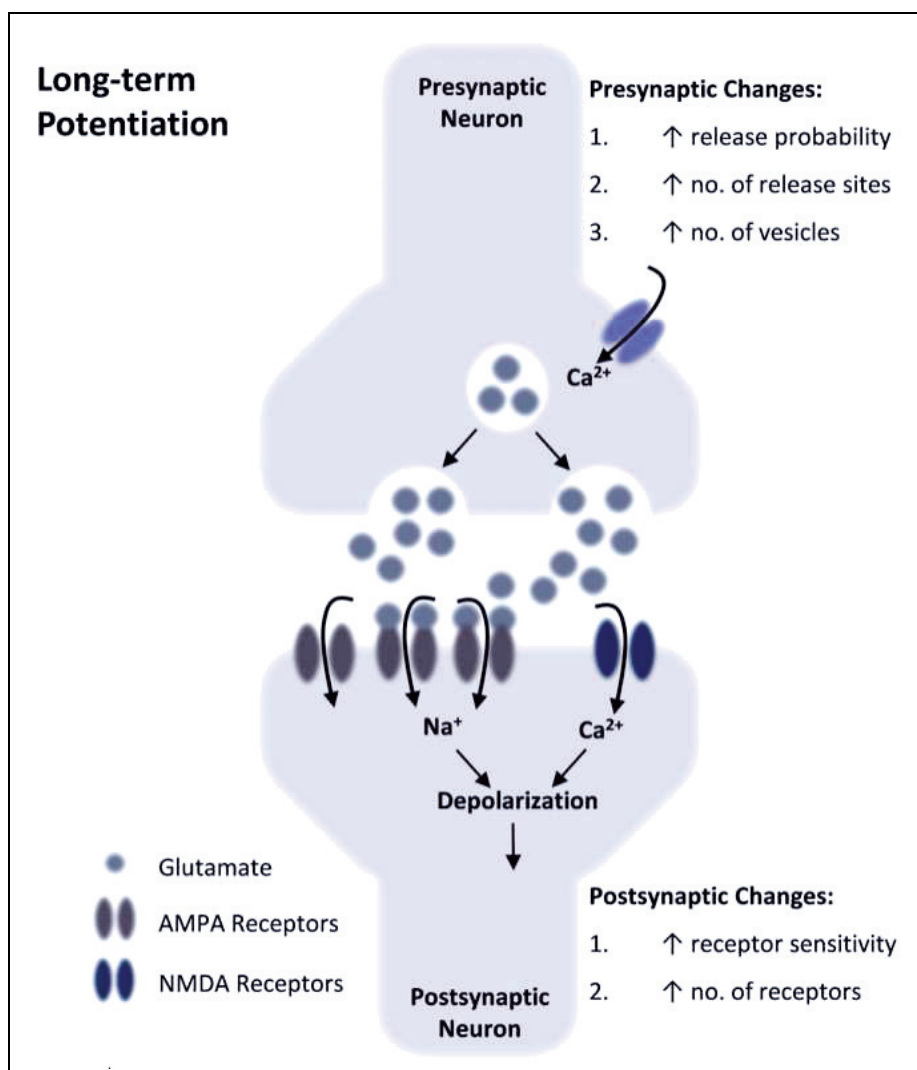 Long-term
Potentiation
Presynaptic
Neuron
Presynaptic Changes:
1. ↑ release probability
2. ↑ no. of release sites
3. ↑ no. of vesicles
Ca²⁺
Na⁺
Ca²⁺
Depolarization
Glutamate
AMPA Receptors
NMDA Receptors
Postsynaptic
Neuron
Postsynaptic Changes:
1. ↑ receptor sensitivity
2. ↑ no. of receptors